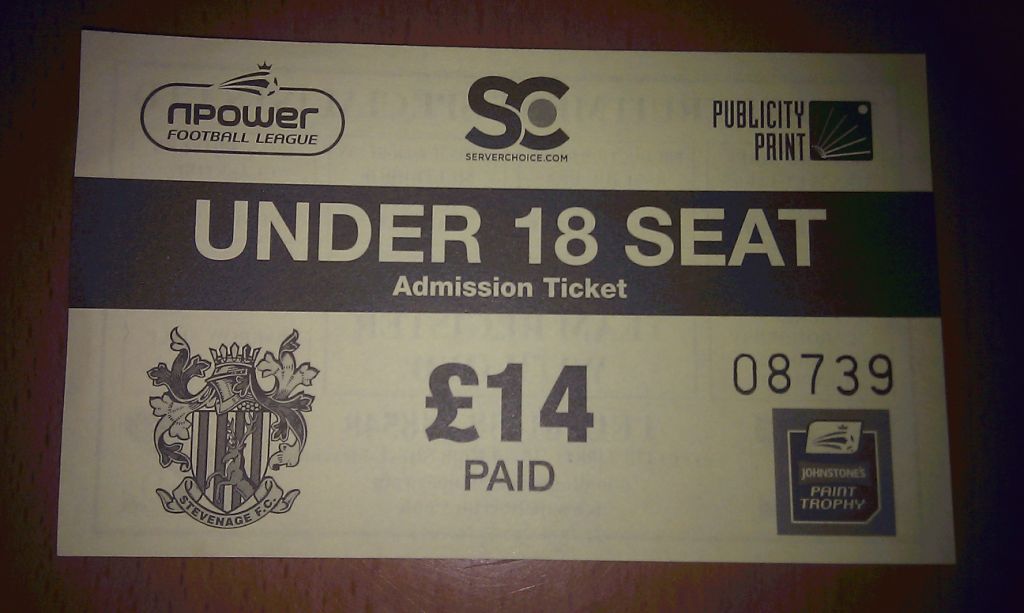 npower
FOOTBALL LEAGUE
SC
SERVERCHOICE.COM
PUBLICITY
PRINT
UNDER 18 SEAT
Admission Ticket
STEVENAGE F.C.
£14
PAID
08739
JOHNSTONE'S
PAINT
TROPHY